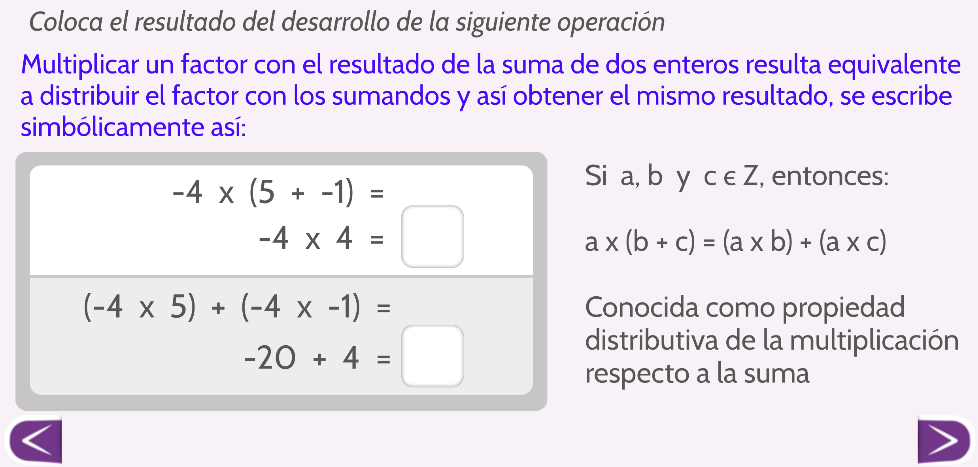 Coloca el resultado del desarrollo de la siguiente operación
Multiplicar un factor con el resultado de la suma de dos enteros resulta equivalente
a distribuir el factor con los sumandos y así obtener el mismo resultado, se escribe
simbólicamente así:
-4 x (5 + -1) =
-4 x 4 =
(-4 x 5) + (-4 x -1) =
-20 + 4 =
Si a, b y c ϵ Z, entonces:
a x (b + c) = (a x b) + (a x c)
Conocida como propiedad
distributiva de la multiplicación
respecto a la suma